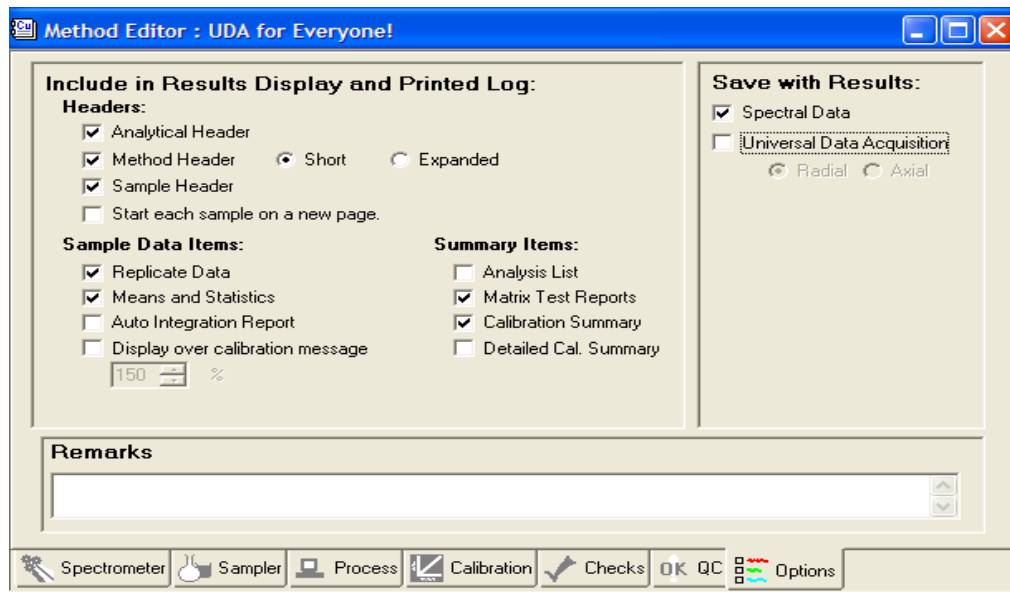 Cu
Method Editor : UDA for Everyone!
Include in Results Display and Printed Log:
Headers:
Analytical Header
Method Header Short Expanded
Sample Header
Start each sample on a new page.
Sample Data Items:
Replicate Data
Means and Statistics
Auto Integration Report
Display over calibration message
150 %
Summary Items:
Analysis List
Matrix Test Reports
Calibration Summary
Detailed Cal. Summary
Save with Results:
Spectral Data
Universal Data Acquisition
Radial Axial
Remarks
Spectrometer Sampler Process Calibration Checks OK QC Options